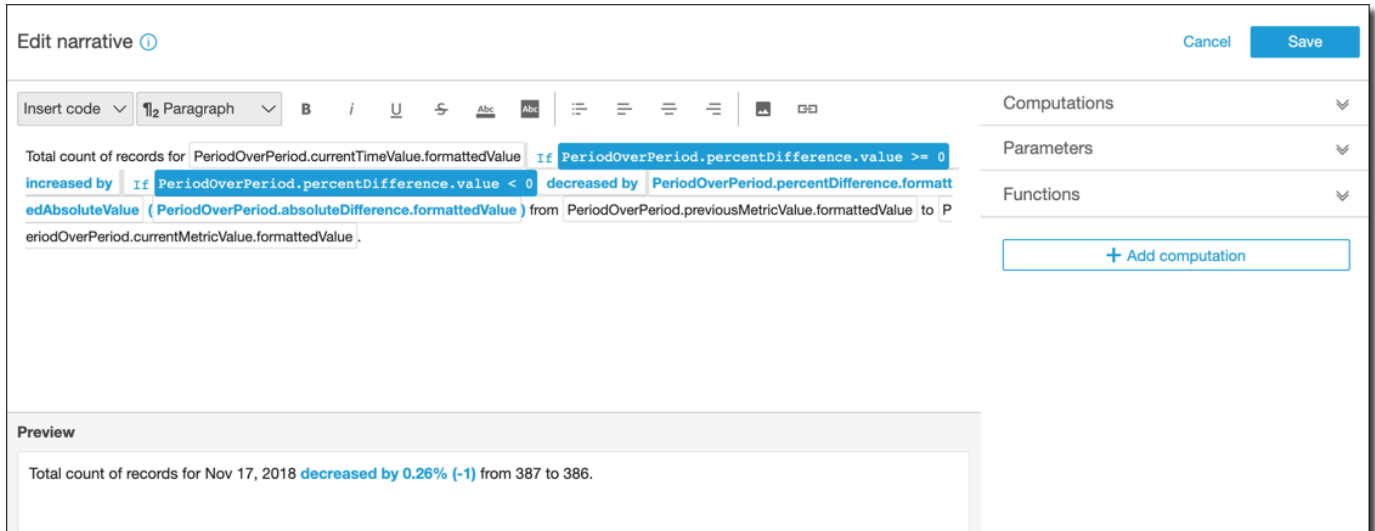 Edit narrative
Cancel Save
Insert code ¶2 Paragraph B i U S Abc Abc
Computations
Parameters
Functions
+ Add computation
Total count of records for PeriodOverPeriod.currentTimeValue.formattedValue If PeriodOverPeriod.percentDifference.value >= 0
increased by If PeriodOverPeriod.percentDifference.value < 0 decreased by PeriodOverPeriod.percentDifference.formatt
edAbsoluteValue ( PeriodOverPeriod.absoluteDifference.formattedValue ) from PeriodOverPeriod.previousMetricValue.formattedValue to P
eriodOverPeriod.currentMetricValue.formattedValue .
Preview
Total count of records for Nov 17, 2018 decreased by 0.26% (-1) from 387 to 386.